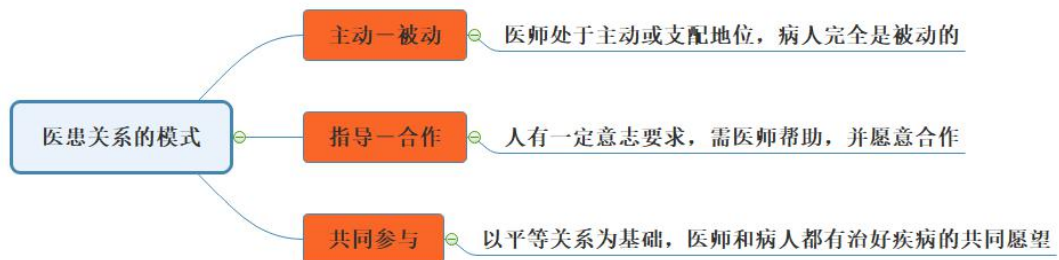 主动－被动
医师处于主动或支配地位，病人完全是被动的
医患关系的模式
指导－合作
人有一定意志要求，需医师帮助，并愿意合作
共同参与
以平等关系为基础，医师和病人都有治好疾病的共同愿望